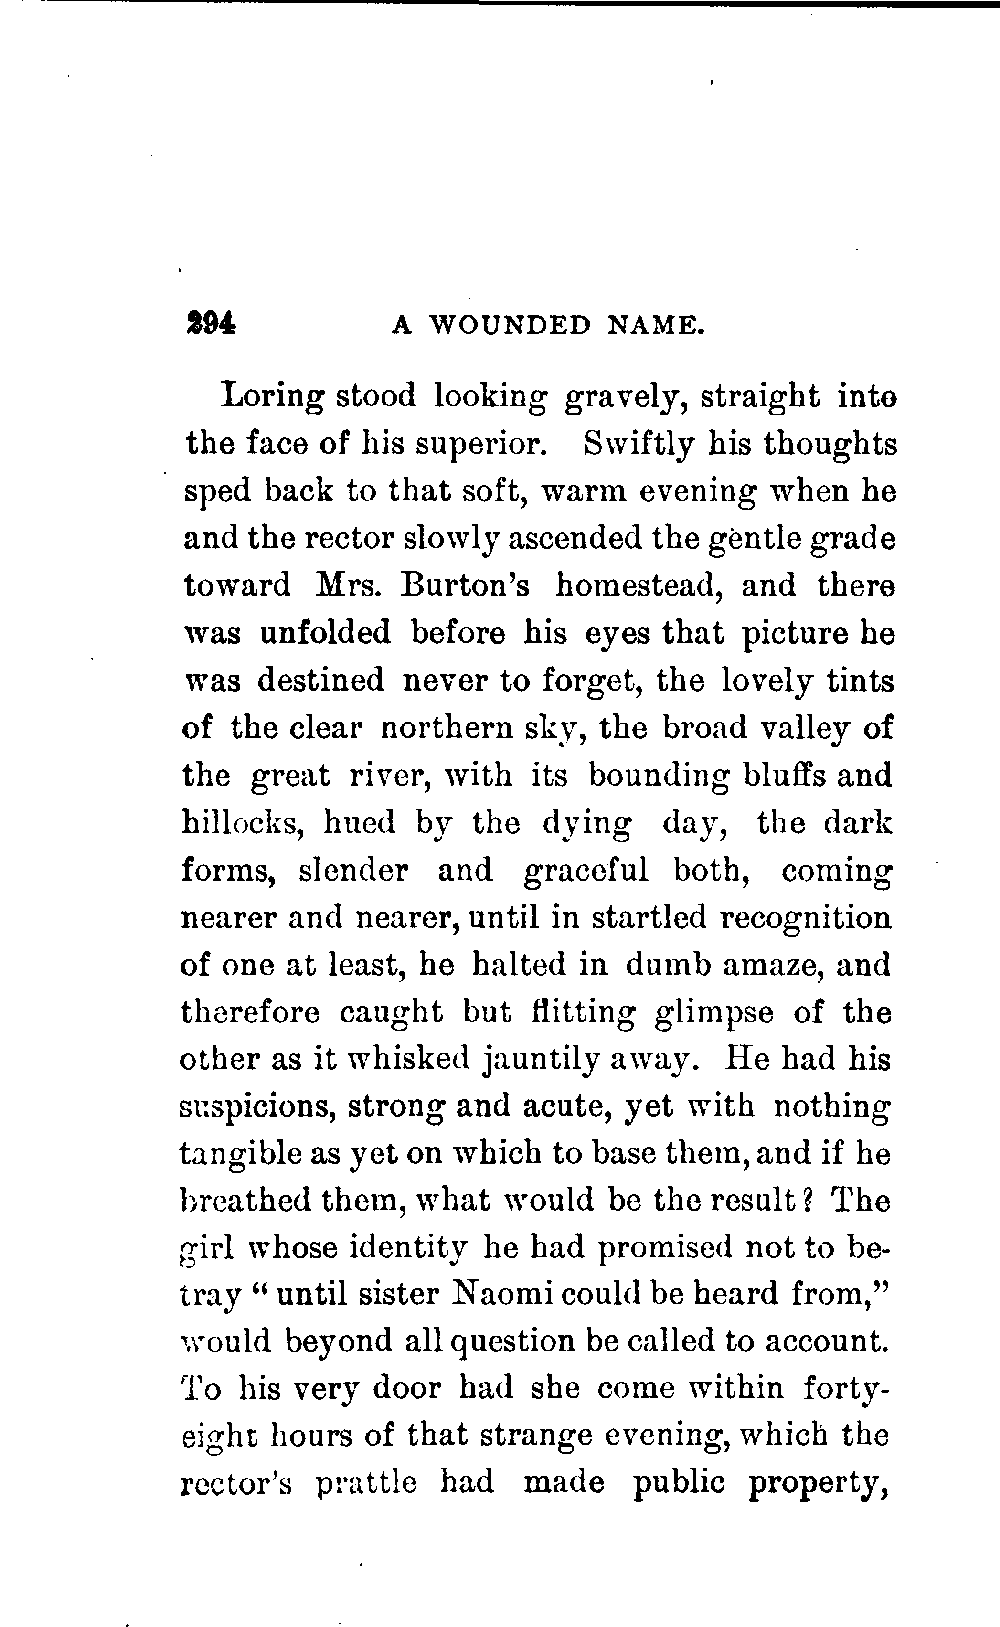 294 A WOUNDED NAME.
Loring stood looking gravely, straight into
the face of his superior. Swiftly his thoughts
sped back to that soft, warm evening when he
and the rector slowly ascended the gentle grade
toward Mrs. Burton's homestead, and there
was unfolded before his eyes that picture he
was destined never to forget, the lovely tints
of the clear northern sky, the broad valley of
the great river, with its bounding bluffs and
hillocks, hued by the dying day, the dark
forms, slender and graceful both, coming
nearer and nearer, until in startled recognition
of one at least, he halted in dumb amaze, and
therefore caught but flitting glimpse of the
other as it whisked jauntily away. He had his
suspicions, strong and acute, yet with nothing
tangible as yet on which to base them, and if he
breathed them, what would be the result? The
girl whose identity he had promised not to be-
tray "until sister Naomi could be heard from,"
would beyond all question be called to account.
To his very door had she come within forty-
eight hours of that strange evening, which the
rector's prattle had made public property,